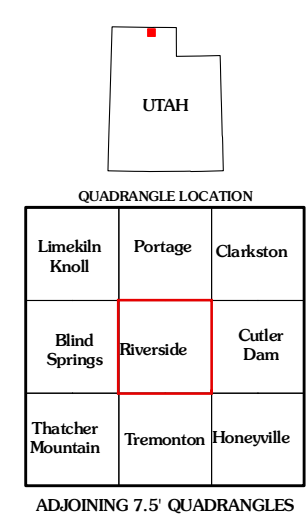 UTAH
QUADRANGLE LOCATION
Limekiln
Knoll
Portage
Clarkston
Blind
Springs
Riverside
Cutler
Dam
Thatcher
Mountain
Tremonton
Honeyville
ADJOINING 7.5' QUADRANGLES